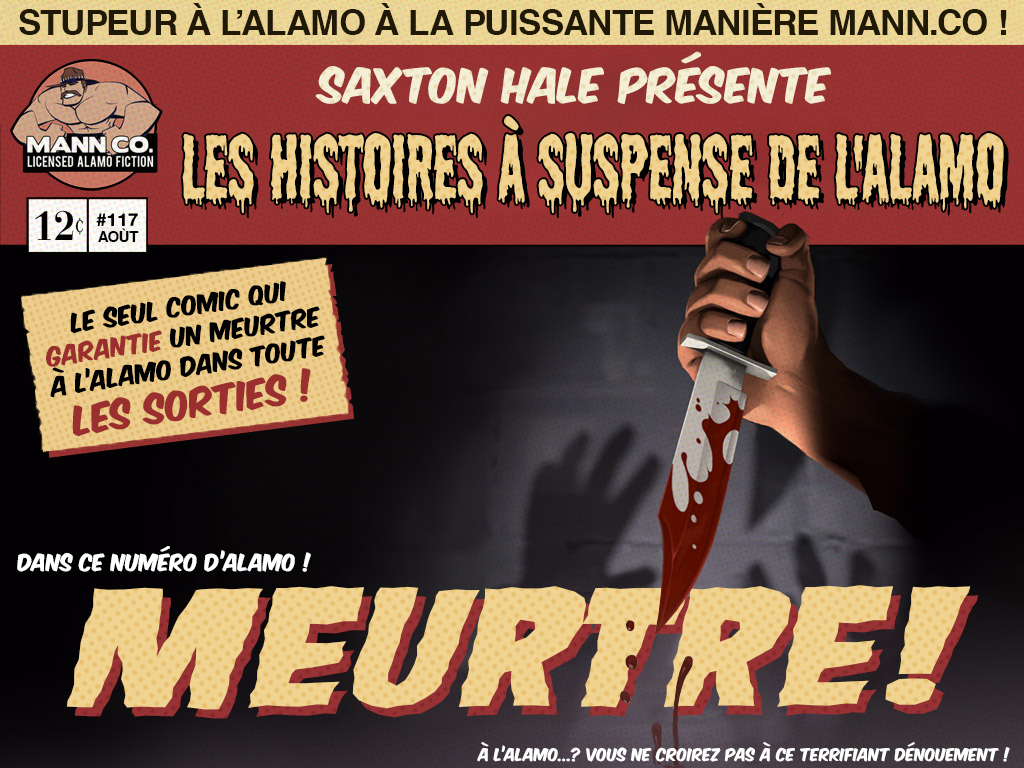 STUPEUR À L'ALAMO À LA PUISSANTE MANIÈRE MANN.CO !
SAXTON HALE PRÉSENTE
LES HISTOIRES À SUSPENSE DE L'ALAMO
MANN CO.
LICENSED ALAMO FICTION
12¢
#117
AOÙT
LE SEUL COMIC QUI
GARANTIE UN MEURTRE
À L'ALAMO DANS TOUTE
LES SORTIES !
DANS CE NUMÉRO D'ALAMO !
MEURTRE!
À L'ALAMO...? VOUS NE CROIREZ PAS À CE TERRIFIANT DÉNOUEMENT !